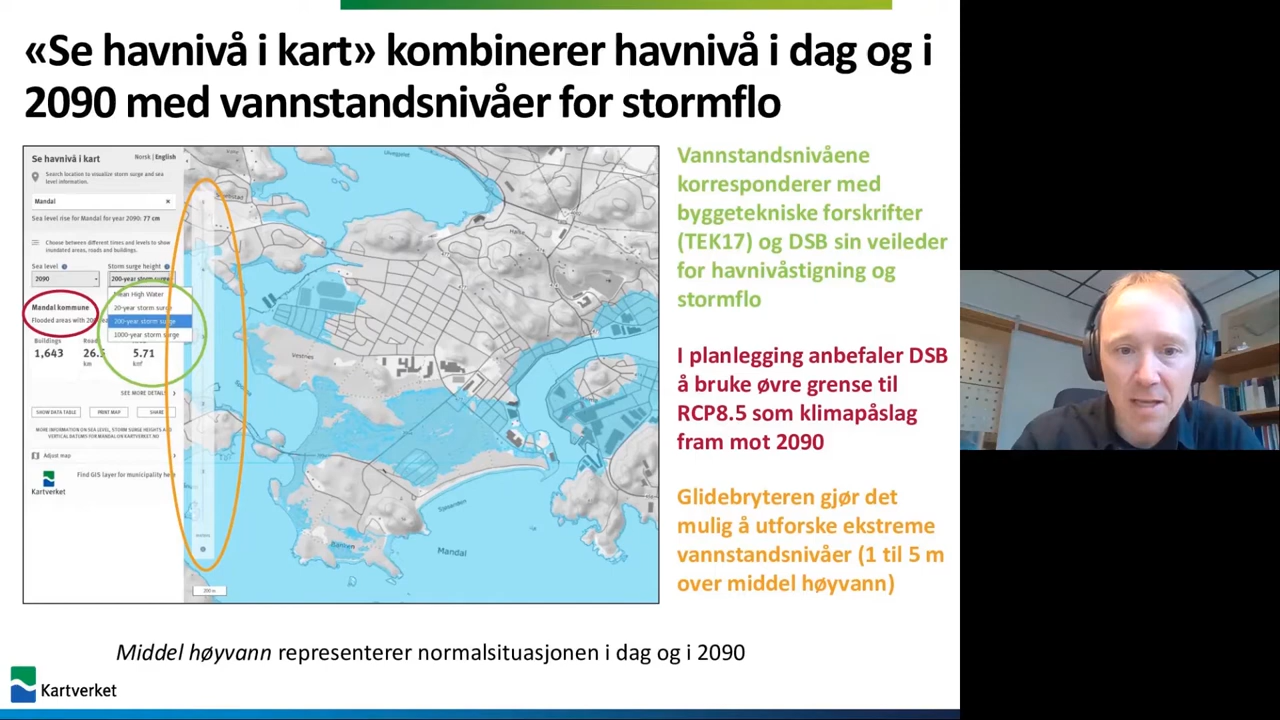 «Se havnivå i kart» kombinerer havnivå i dag og i
2090 med vannstandsnivåer for stormflo
Se havnivå i kart
Norsk | English
Search location to visualize storm surge and sea
level information.
Mandal
Sea level rise for Mandal for year 2090: 77 cm
Choose between different times and levels to show
inundated areas, roads and buildings.
Sea level
Storm surge height
2090
200-year storm surge
Mean High Water
20-year storm surge
200-year storm surge
1000-year storm surge
Mandal kommune
Flooded areas with
Buildings
1,643
26.5
km
5.71
km²
SEE MORE DETAILS
SHOW DATA TABLE
PRINT MAP
SHARE
MORE INFORMATION ON SEA LEVEL, STORM SURGE HEIGHTS AND
VERTICAL DATUMS FOR MANDAL ON KARTVERKET.NO
Adjust map
Find GIS layer for municipality here
Kartverket
200 m
Vestnes
Sjøsanden
Mandal
Vannstandsnivåene
korresponderer med
byggetekniske forskrifter
(TEK17) og DSB sin veileder
for havnivåstigning og
stormflo
I planlegging anbefaler DSB
å bruke øvre grense til
RCP8.5 som klimapåslag
fram mot 2090
Glidebryteren gjør det
mulig å utforske ekstreme
vannstandsnivåer (1 til 5 m
over middel høyvann)
Middel høyvann representerer normalsituasjonen i dag og i 2090
Kartverket